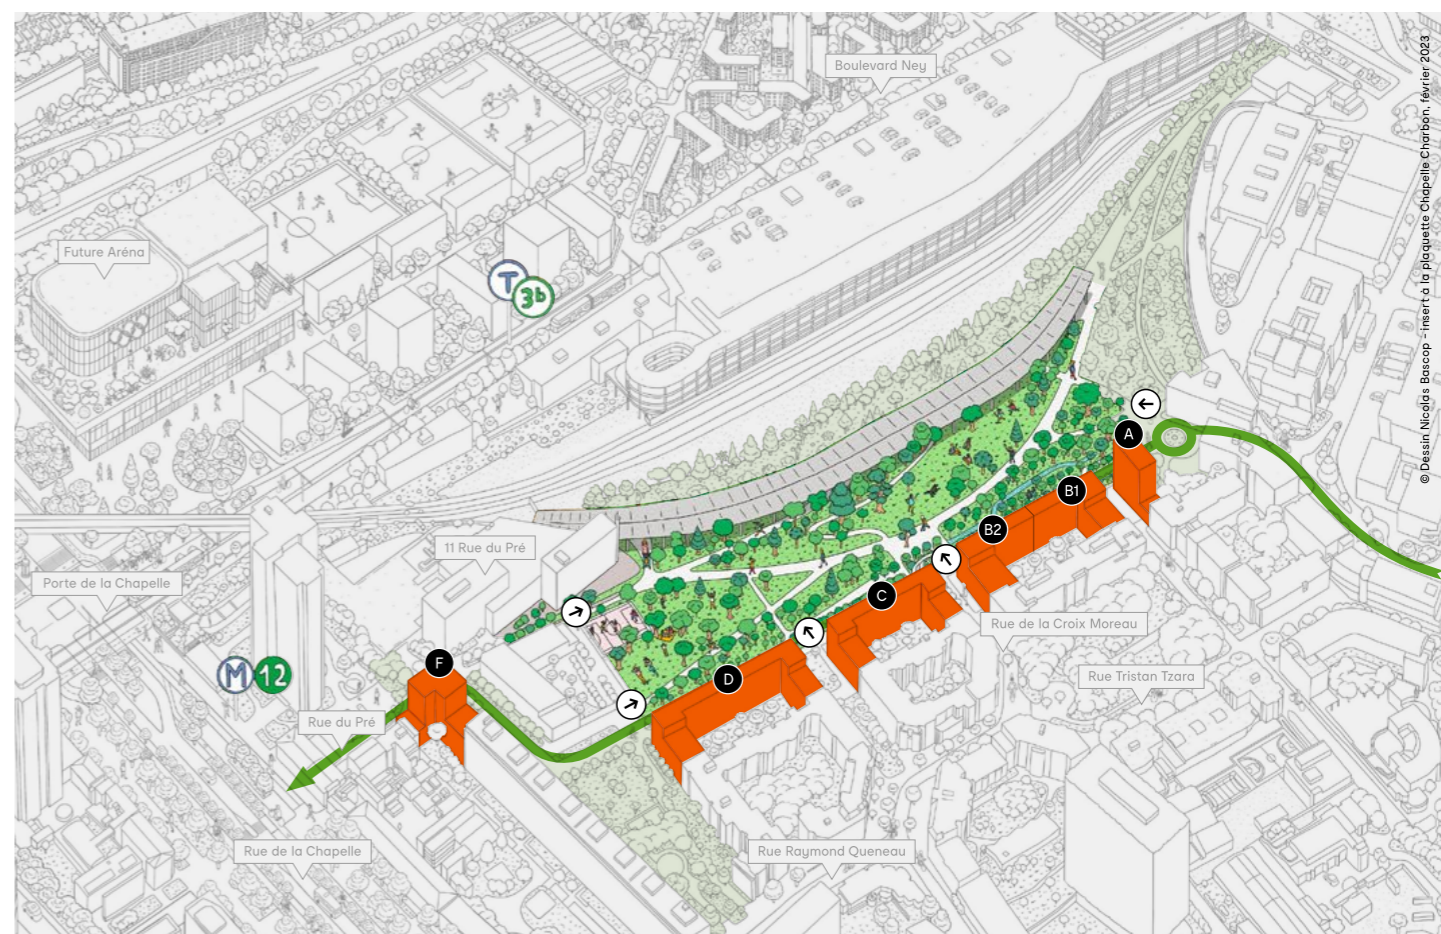 Boulevard Ney
© Dessin Nicolas Bascop - insert à la plaquette Chapelle Charbon, février 2023
Future Aréna
T
3b
A
B1
B2
11 Rue du Pré
Porte de la Chapelle
C
Rue de la Croix Moreau
F
M 12
D
Rue Tristan Tzara
Rue du Pré
Rue de la Chapelle
Rue Raymond Queneau